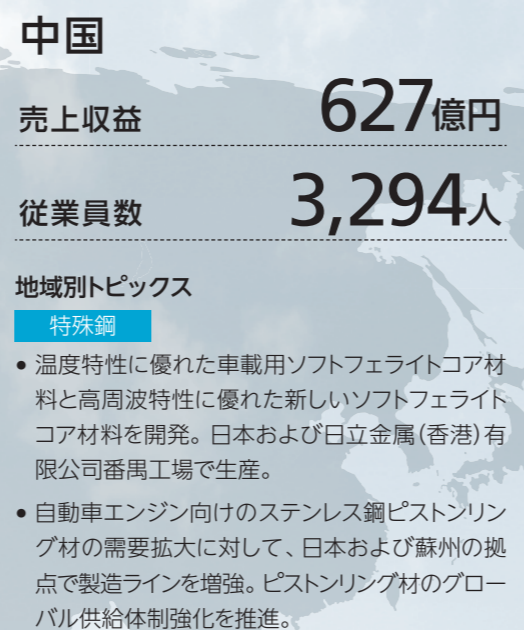 中国
売上収益 627億円
従業員数 3,294人
地域別トピックス
特殊鋼
• 温度特性に優れた車載用ソフトフェライトコア材
料と高周波特性に優れた新しいソフトフェライト
コア材料を開発。日本および日立金属(香港)有
限公司番禺工場で生産。
• 自動車エンジン向けのステンレス鋼ピストンリン
グ材の需要拡大に対して、日本および蘇州の拠
点で製造ラインを増強。ピストンリング材のグロー
バル供給体制強化を推進。